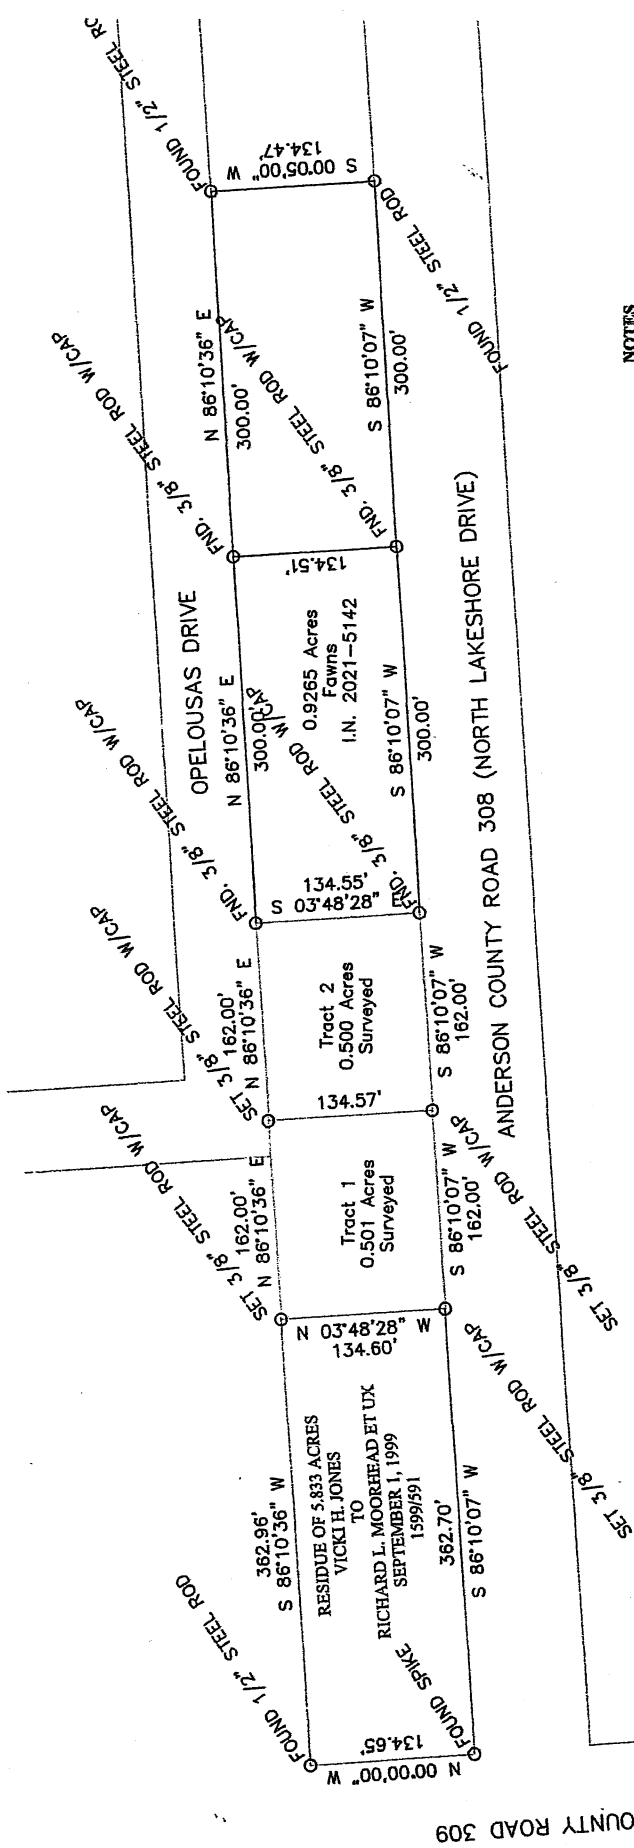 FOUND 1/2" STEEL RO
S 00°05'00" W
134.47'
FOUND 1/2" STEEL ROD
N 86°10'36" E
300.00'
S 86°10'07" W
300.00'
NOTES
FND. 3/8" STEEL ROD W/CAP
FND. 3/8" STEEL ROD W/CAP
134.51'
OPELOUSAS DRIVE
0.9265 Acres
Fawns
I.N. 2021-5142
N 86°10'36" E
300.00'
S 86°10'07" W
300.00'
ANDERSON COUNTY ROAD 308 (NORTH LAKESHORE DRIVE)
FND. 3/8" STEEL ROD W/CAP
FND. 3/8" STEEL ROD W/CAP
134.55'
S 03°48'28" E
SET 3/8" STEEL ROD W/CAP
162.00'
N 86°10'36" E
Tract 2
0.500 Acres
Surveyed
S 86°10'07" W
162.00'
134.57'
SET 3/8" STEEL ROD W/CAP
SET 3/8" STEEL ROD W/CAP
162.00'
N 86°10'36" E
Tract 1
0.501 Acres
Surveyed
S 86°10'07" W
162.00'
N 03°48'28" W
134.60'
SET 3/8" STEEL ROD W/CAP
362.96'
S 86°10'36" W
RESIDUE OF 5.833 ACRES
VICKI H. JONES
TO
RICHARD L. MOORHEAD ET UX
SEPTEMBER 1, 1999
1599/591
362.70'
S 86°10'07" W
FOUND 1/2" STEEL ROD
FOUND SPIKE
134.65'
N 00°00'00" W
OUNTY ROAD 309